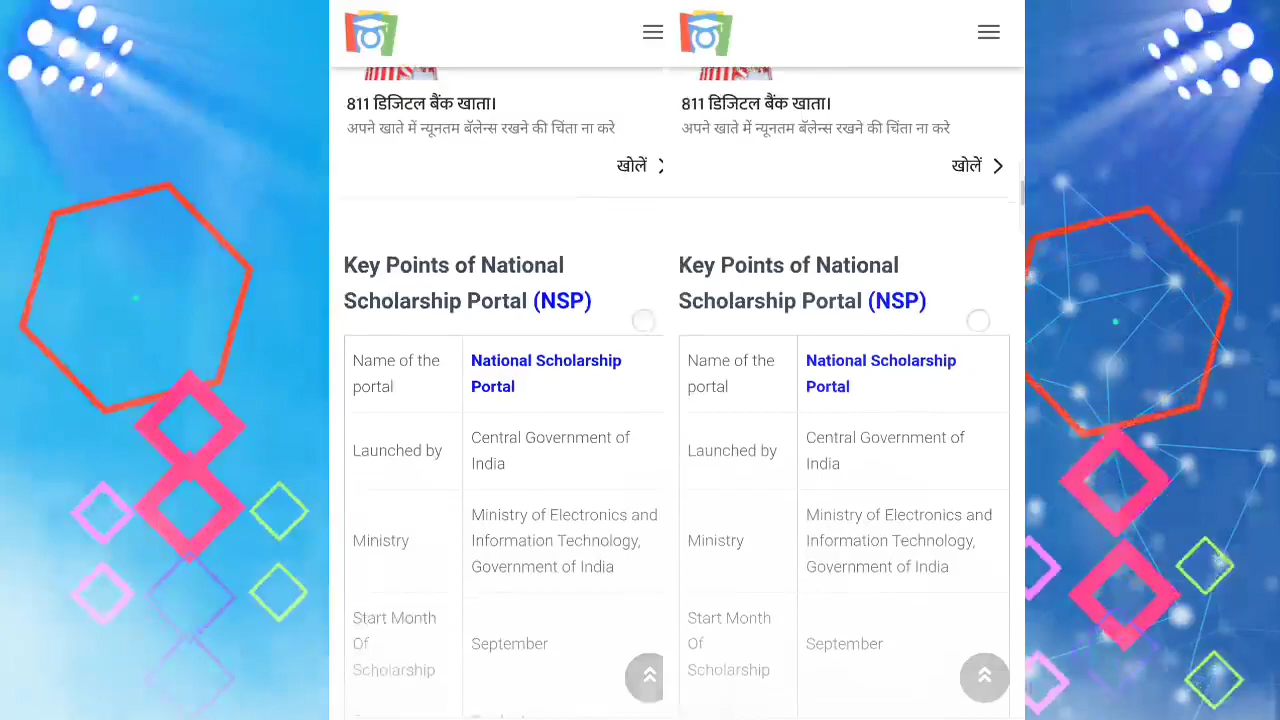 811 डिजिटल बैंक खाता।
अपने खाते में न्यूनतम बॅलेन्स रखने की चिंता ना करे
खोलें
Key Points of National
Scholarship Portal (NSP)
Name of the
portal
National Scholarship
Portal
Launched by
Central Government of
India
Ministry
Ministry of Electronics and
Information Technology,
Government of India
Start Month
Of
Scholarship
September
811 डिजिटल बैंक खाता।
अपने खाते में न्यूनतम बॅलेन्स रखने की चिंता ना करे
खोलें
Key Points of National
Scholarship Portal (NSP)
Name of the
portal
National Scholarship
Portal
Launched by
Central Government of
India
Ministry
Ministry of Electronics and
Information Technology,
Government of India
Start Month
Of
Scholarship
September